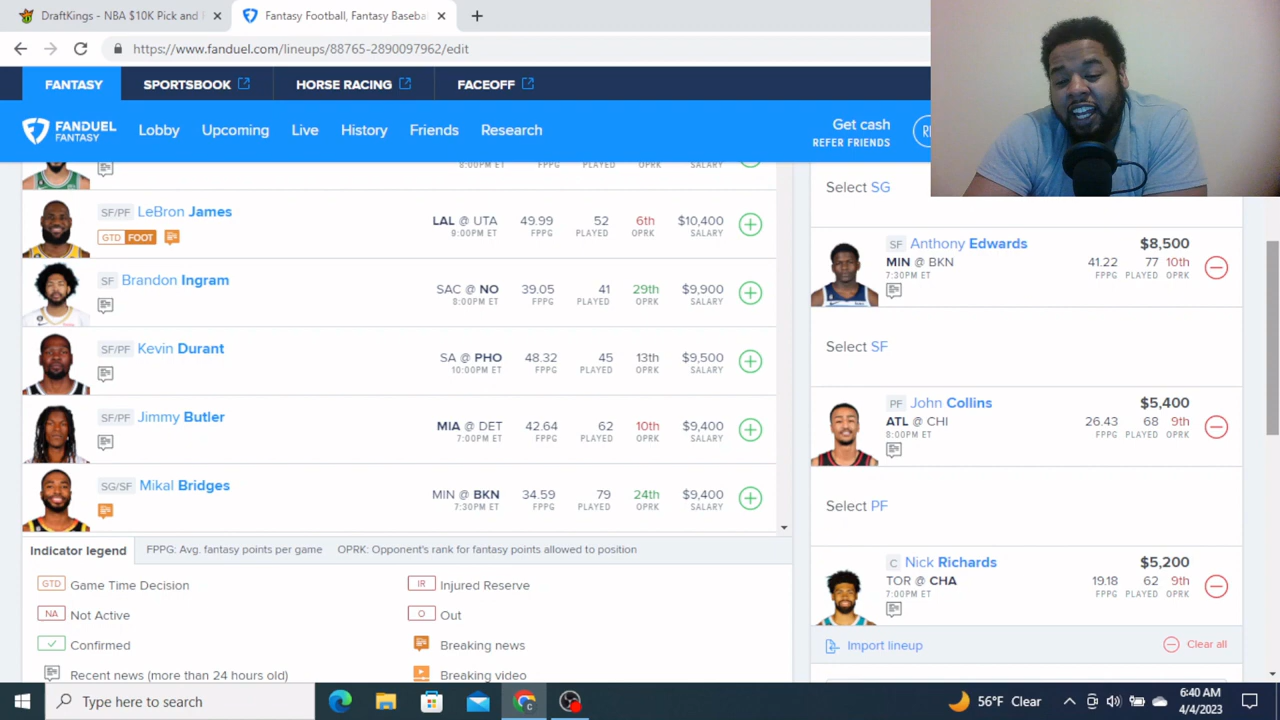 DraftKings - NBA $10K Pick and
Fantasy Football, Fantasy Baseba
https://www.fanduel.com/lineups/88765-2890097962/edit
FANTASY SPORTSBOOK HORSE RACING FACEOFF
FANDUEL
FANTASY
Lobby Upcoming Live History Friends Research
Get cash
REFER FRIENDS
8:00PM ET FPPG PLAYED OPRK SALARY
SF/PF LeBron James
GTD FOOT
LAL @ UTA 49.99 52 6th $10,400
9:00PM ET FPPG PLAYED OPRK SALARY
SF Brandon Ingram
SAC @ NO 39.05 41 29th $9,900
8:00PM ET FPPG PLAYED OPRK SALARY
SF/PF Kevin Durant
SA @ PHO 48.32 45 13th $9,500
10:00PM ET FPPG PLAYED OPRK SALARY
SF/PF Jimmy Butler
MIA @ DET 42.64 62 10th $9,400
7:00PM ET FPPG PLAYED OPRK SALARY
SG/SF Mikal Bridges
MIN @ BKN 34.59 79 24th $9,400
7:30PM ET FPPG PLAYED OPRK SALARY
Indicator legend FPPG: Avg. fantasy points per game OPRK: Opponent's rank for fantasy points allowed to position
GTD Game Time Decision
IR Injured Reserve
NA Not Active
O Out
Confirmed
Breaking news
Recent news (more than 24 hours old)
Breaking video
Select SG
SF Anthony Edwards $8,500
MIN @ BKN 41.22 77 10th
7:30PM ET FPPG PLAYED OPRK
Select SF
PF John Collins $5,400
ATL @ CHI 26.43 68 9th
8:00PM ET FPPG PLAYED OPRK
Select PF
C Nick Richards $5,200
TOR @ CHA 19.18 62 9th
7:00PM ET FPPG PLAYED OPRK
Import lineup Clear all
Type here to search
56°F Clear
6:40 AM
4/4/2023